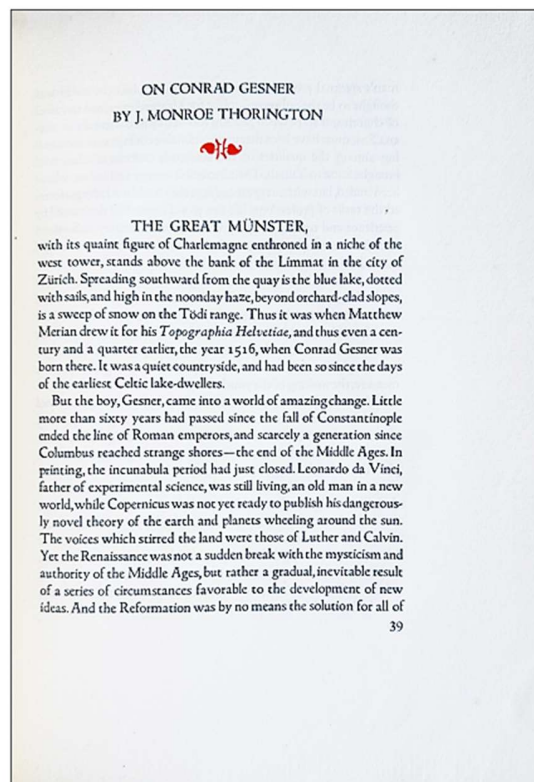 ON CONRAD GESNER
BY J. MONROE THORINGTON
THE GREAT MÜNSTER,
with its quaint figure of Charlemagne enthroned in a niche of the
west tower, stands above the bank of the Limmat in the city of
Zürich. Spreading southward from the quay is the blue lake, dotted
with sails, and high in the noonday haze, beyond orchard-clad slopes,
is a sweep of snow on the Tödi range. Thus it was when Matthew
Merian drew it for his Topographia Helvetiae, and thus even a cen-
tury and a quarter earlier, the year 1516, when Conrad Gesner was
born there. It was a quiet countryside, and had been so since the days
of the earliest Celtic lake-dwellers.
But the boy, Gesner, came into a world of amazing change. Little
more than sixty years had passed since the fall of Constantinople
ended the line of Roman emperors, and scarcely a generation since
Columbus reached strange shores—the end of the Middle Ages. In
printing, the incunabula period had just closed. Leonardo da Vinci,
father of experimental science, was still living, an old man in a new
world, while Copernicus was not yet ready to publish his dangerous-
ly novel theory of the earth and planets wheeling around the sun.
The voices which stirred the land were those of Luther and Calvin.
Yet the Renaissance was not a sudden break with the mysticism and
authority of the Middle Ages, but rather a gradual, inevitable result
of a series of circumstances favorable to the development of new
ideas. And the Reformation was by no means the solution for all of
39